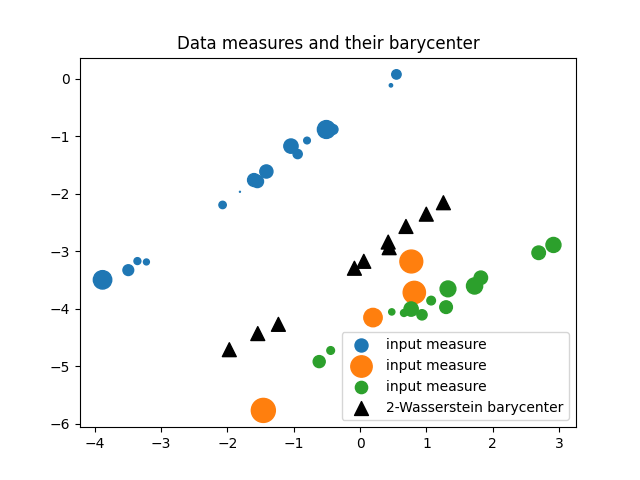 Data measures and their barycenter
0
−1
−2
−3
−4
−5
−6
input measure
input measure
input measure
2-Wasserstein barycenter
−4 −3 −2 −1 0 1 2 3